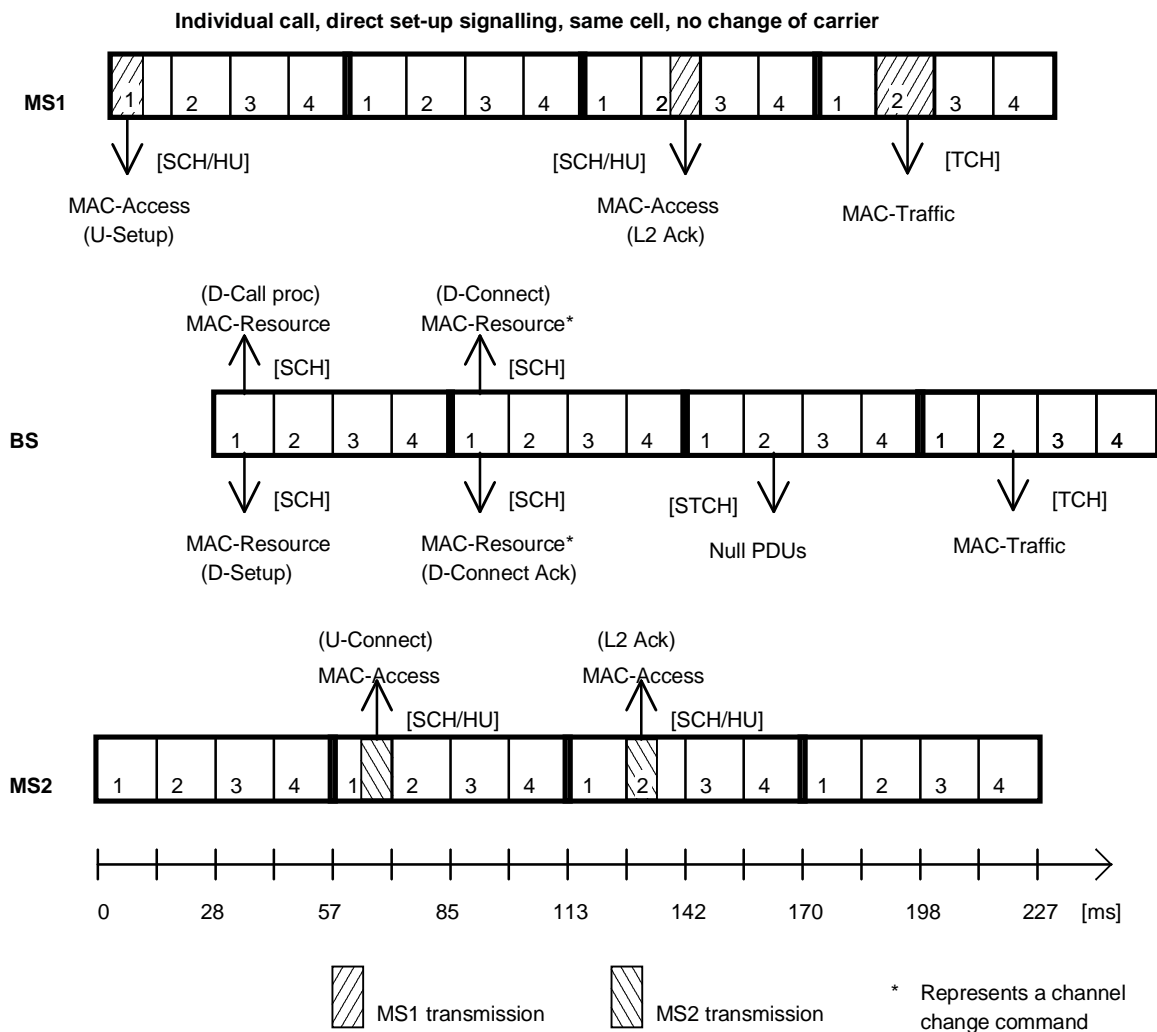 Individual call, direct set-up signalling, same cell, no change of carrier
MS1
1 2 3 4 1 2 3 4 1 2 3 4 1 2 3 4
[SCH/HU] [SCH/HU] [TCH]
MAC-Access MAC-Access MAC-Traffic
(U-Setup) (L2 Ack)
(D-Call proc) (D-Connect)
MAC-Resource MAC-Resource*
[SCH] [SCH]
BS
1 2 3 4 1 2 3 4 1 2 3 4 1 2 3 4
[SCH] [SCH] [STCH] [TCH]
MAC-Resource MAC-Resource* Null PDUs MAC-Traffic
(D-Setup) (D-Connect Ack)
(U-Connect) (L2 Ack)
MAC-Access MAC-Access
[SCH/HU] [SCH/HU]
MS2
1 2 3 4 1 2 3 4 1 2 3 4 1 2 3 4
0 28 57 85 113 142 170 198 227 [ms]
MS1 transmission MS2 transmission * Represents a channel
change command